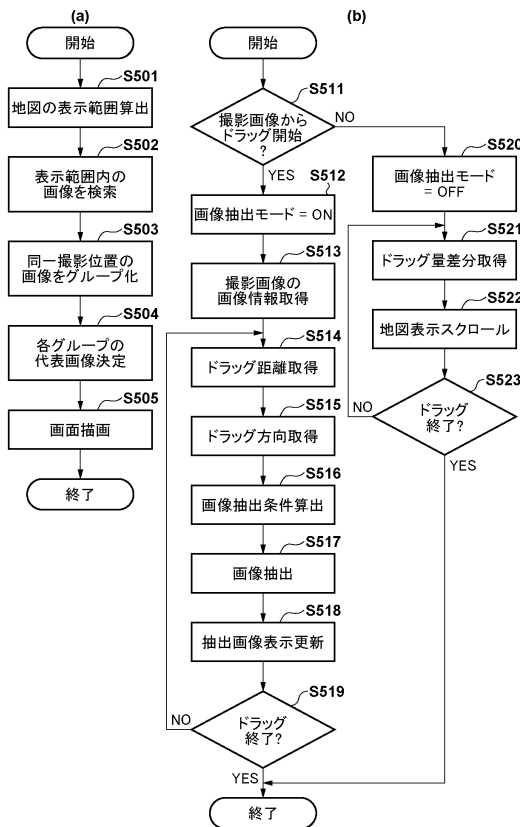 (a)
開始
S501
地図の表示範囲算出
S502
表示範囲内の
画像を検索
S503
同一撮影位置の
画像をグループ化
S504
各グループの
代表画像決定
S505
画面描画
終了
(b)
開始
S511
撮影画像から
ドラッグ開始
?
NO
YES
S512
画像抽出モード=ON
S513
撮影画像の
画像情報取得
S514
ドラッグ距離取得
S515
ドラッグ方向取得
S516
画像抽出条件算出
S517
画像抽出
S518
抽出画像表示更新
S519
ドラッグ
終了?
NO
YES
終了
S520
画像抽出モード
=OFF
S521
ドラッグ量差分取得
S522
地図表示スクロール
S523
ドラッグ
終了?
NO
YES